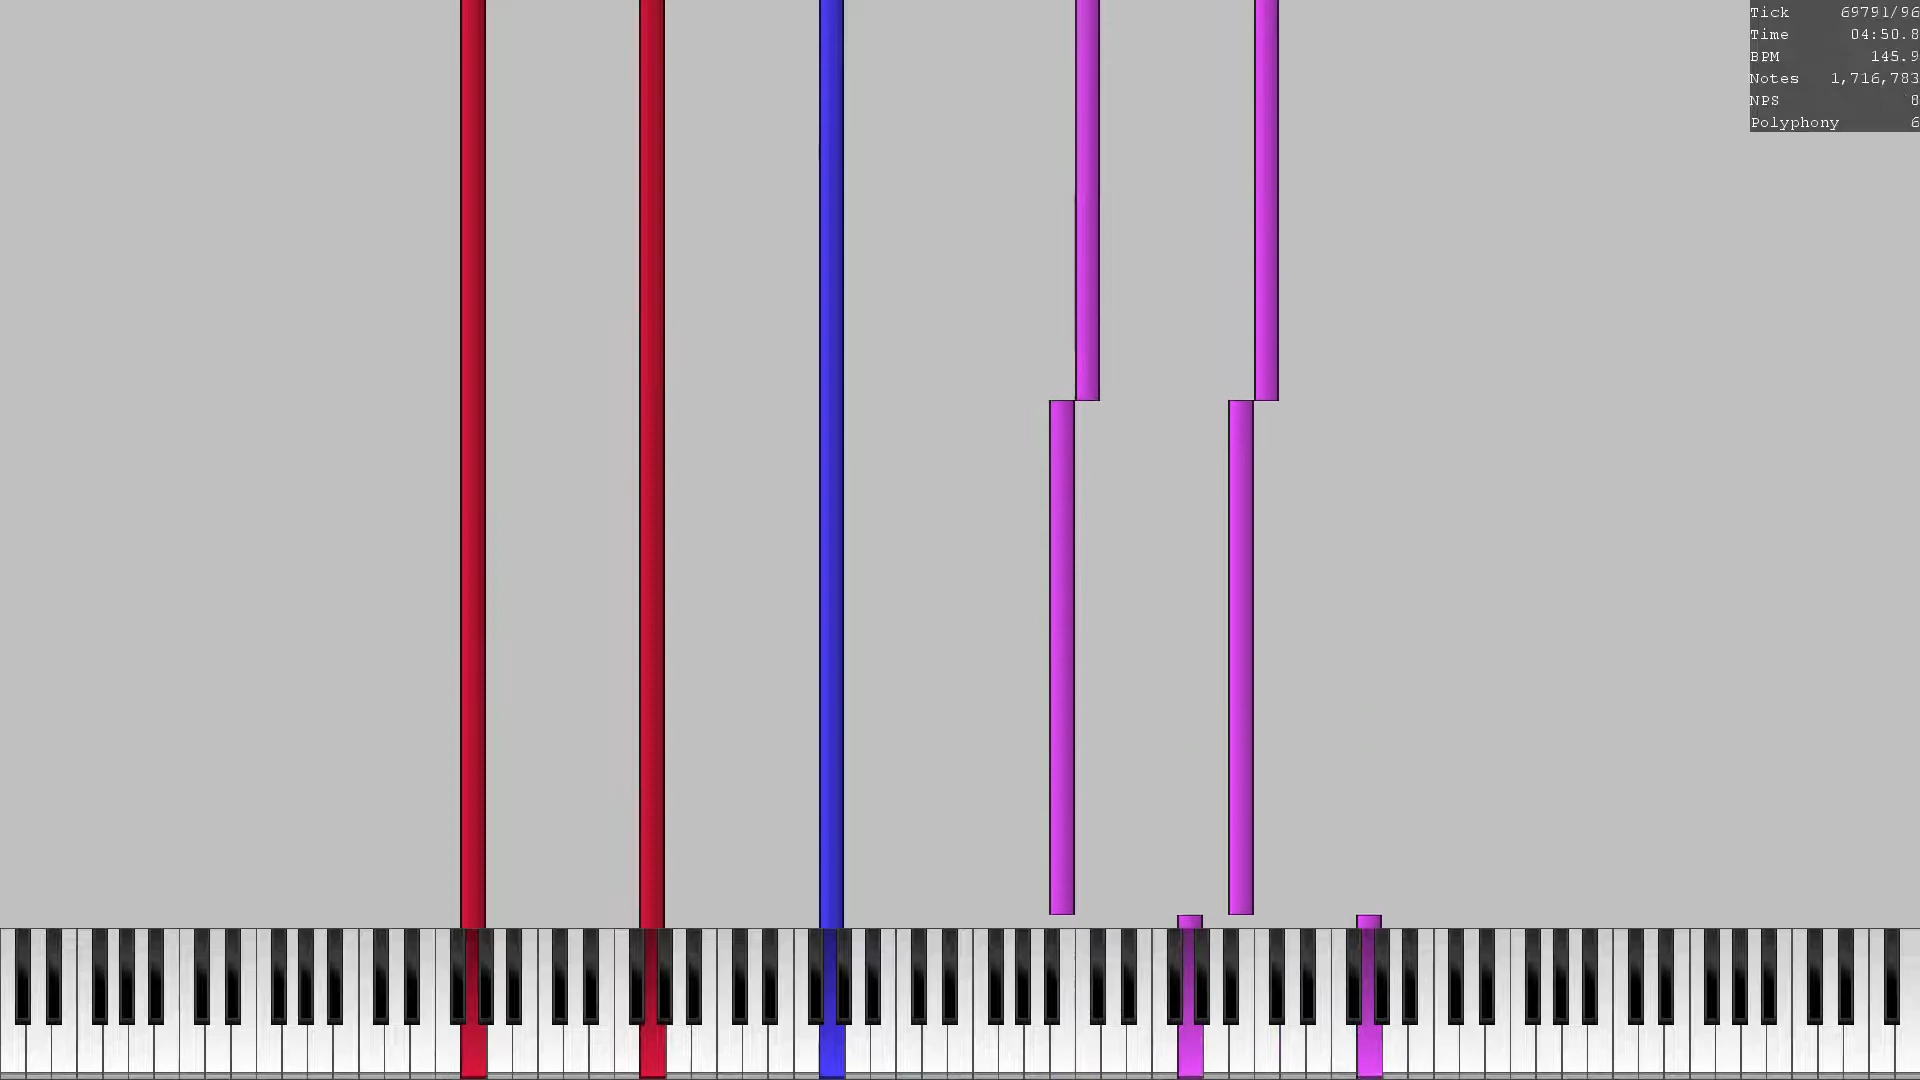 Tick 69791/96
Time 04:50.8
BPM 145.9
Notes 1,716,783
NPS 8
Polyphony 6